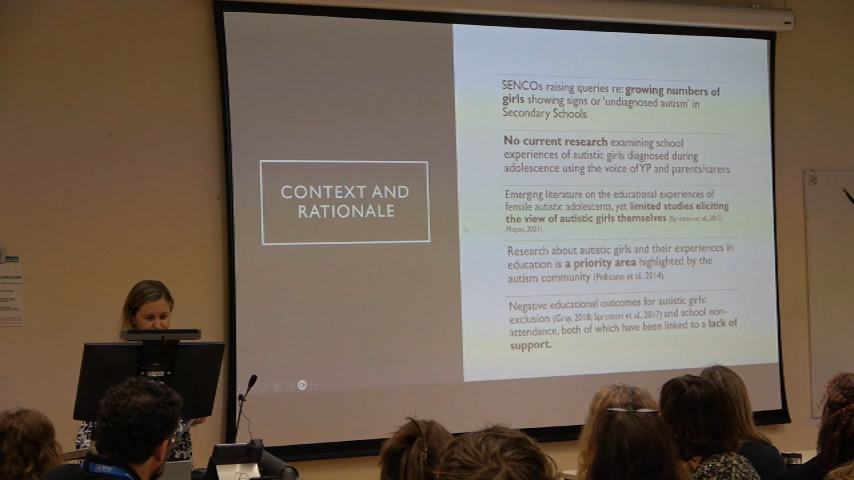 CONTEXT AND
RATIONALE
SENCOs raising queries re: growing numbers of
girls showing signs or 'undiagnosed autism' in
Secondary Schools
No current research examining school
experiences of autistic girls diagnosed during
adolescence using the voice of YP and parents/carers
Emerging literature on the educational experiences of
female autistic adolescents, yet limited studies eliciting
the view of autistic girls themselves (Sproston et al., 2017;
2021).
Research about autistic girls and their experiences in
education is a priority area highlighted by the
autism community (Pellicano et al., 2014).
Negative educational outcomes for autistic girls:
exclusion (Gray, 2018; Sproston et al., 2017) and school non-
attendance, both of which have been linked to a lack of
support.